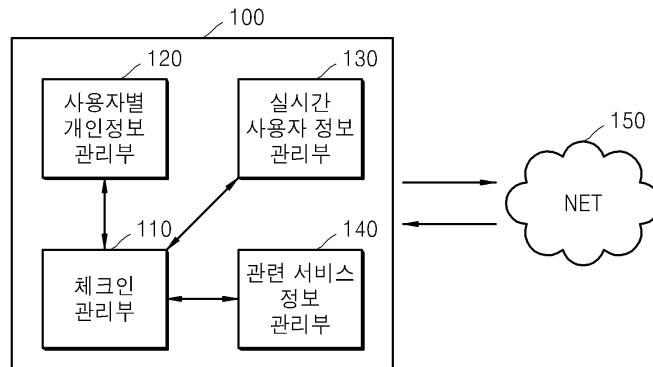 100
120
사용자별
개인정보
관리부
130
실시간
사용자 정보
관리부
150
NET
110
체크인
관리부
140
관련 서비스
정보
관리부